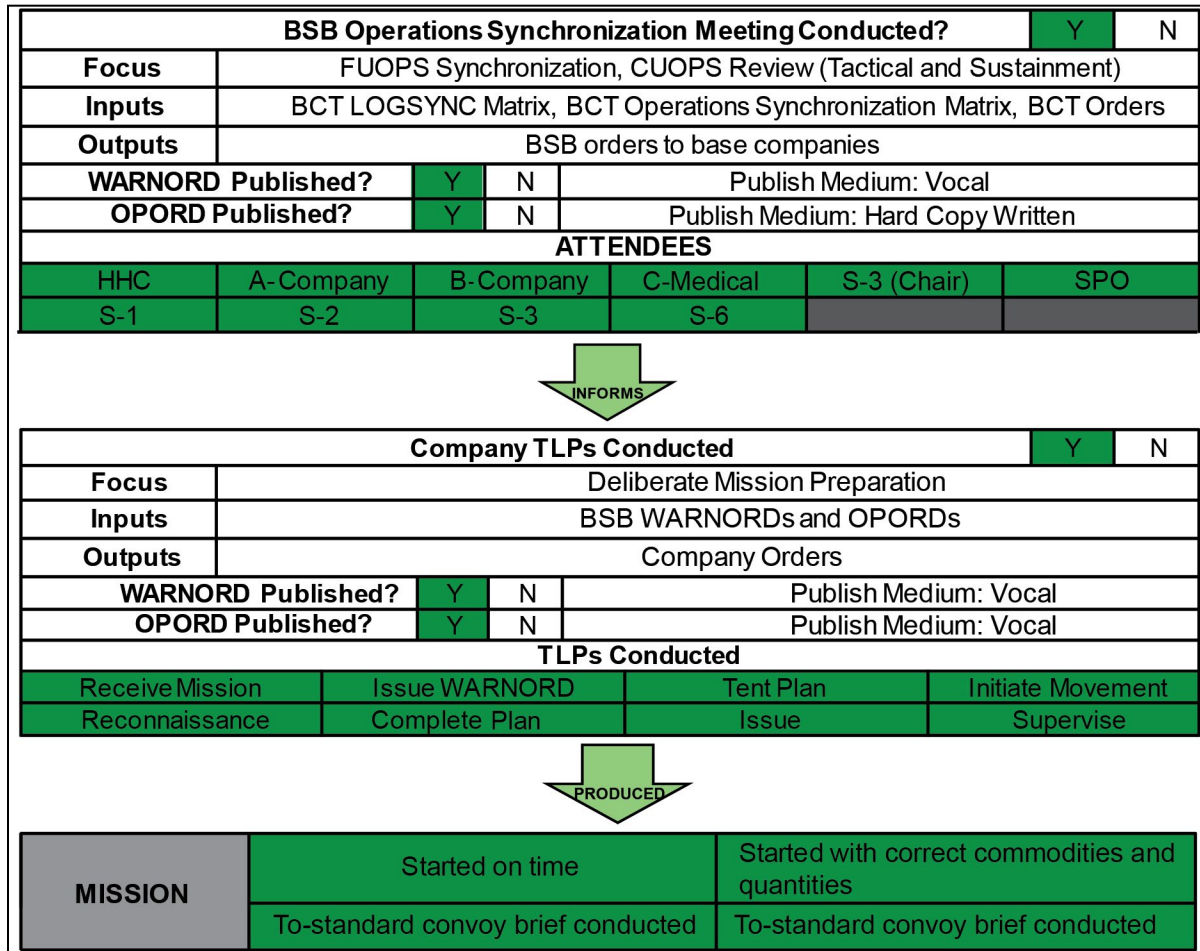 BSB Operations Synchronization Meeting Conducted? Y N
Focus FUOPS Synchronization, CUOPS Review (Tactical and Sustainment)
Inputs BCT LOGSYNC Matrix, BCT Operations Synchronization Matrix, BCT Orders
Outputs BSB orders to base companies
WARNORD Published? Y N Publish Medium: Vocal
OPORD Published? Y N Publish Medium: Hard Copy Written
ATTENDEES
HHC A-Company B-Company C-Medical S-3 (Chair) SPO
S-1 S-2 S-3 S-6
INFORMS
Company TLPs Conducted Y N
Focus Deliberate Mission Preparation
Inputs BSB WARNORDs and OPORDs
Outputs Company Orders
WARNORD Published? Y N Publish Medium: Vocal
OPORD Published? Y N Publish Medium: Vocal
TLPs Conducted
Receive Mission Issue WARNORD Tent Plan Initiate Movement
Reconnaissance Complete Plan Issue Supervise
PRODUCED
MISSION
Started on time
Started with correct commodities and
quantities
To-standard convoy brief conducted To-standard convoy brief conducted